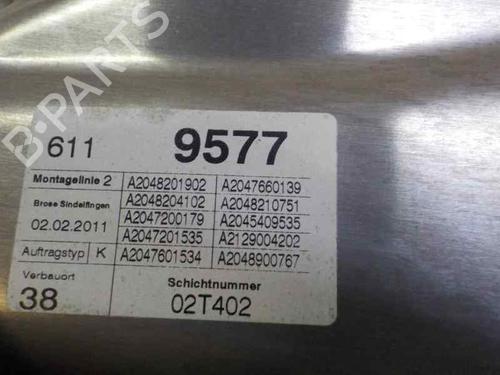 B-PARTS
611 9577
Montagelinie 2 A2048201902 A2047660139
Brose Sindelfingen A2048204102 A2048210751
02.02.2011 A2047200179 A2045409535
A2047201535 A2129004202
Auftragstyp K A2047601534 A2048900767
Verbauort Schichtnummer
38 02T402